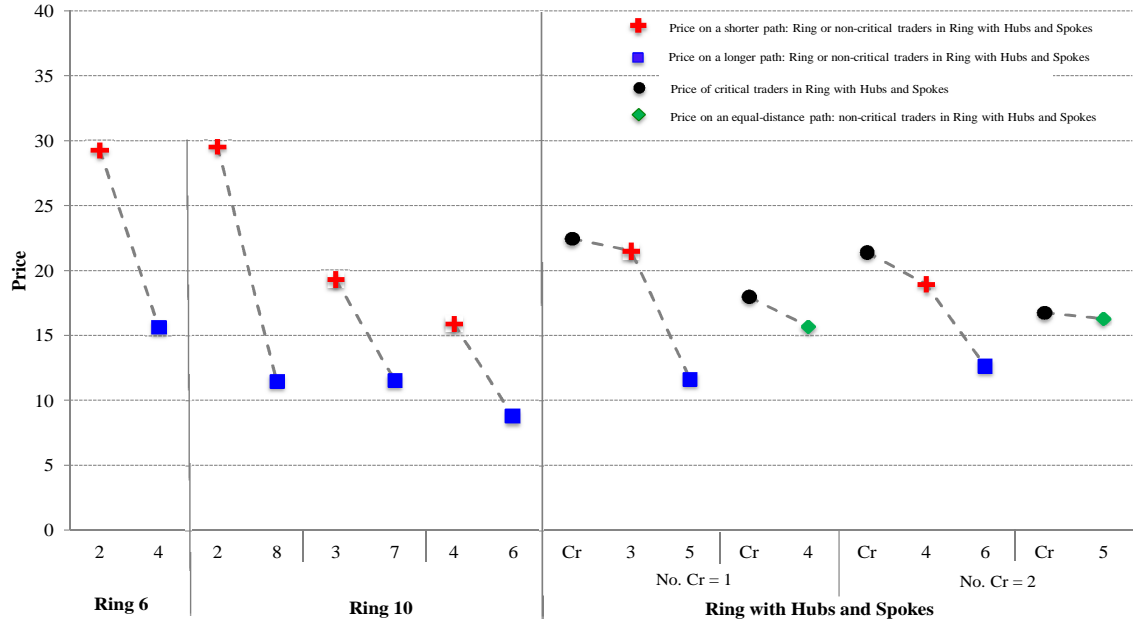 40
35
30
25
20
15
10
5
0
Price
Price on a shorter path: Ring or non-critical traders in Ring with Hubs and Spokes
Price on a longer path: Ring or non-critical traders in Ring with Hubs and Spokes
Price of critical traders in Ring with Hubs and Spokes
Price on an equal-distance path: non-critical traders in Ring with Hubs and Spokes
2 4 2 8 3 7 4 6 Cr 3 5 Cr 4 Cr 4 6 Cr 5
No. Cr = 1 No. Cr = 2
Ring 6 Ring 10 Ring with Hubs and Spokes